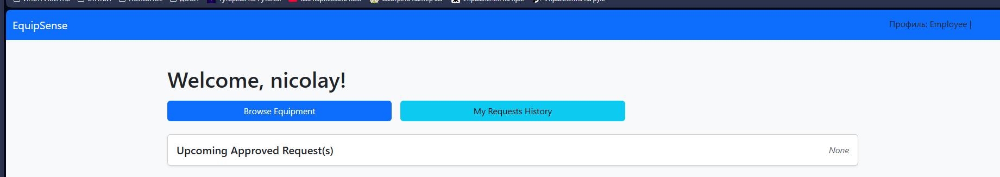 EquipSense
Профиль: Employee |
Welcome, nicolay!
Browse Equipment
My Requests History
Upcoming Approved Request(s)
None